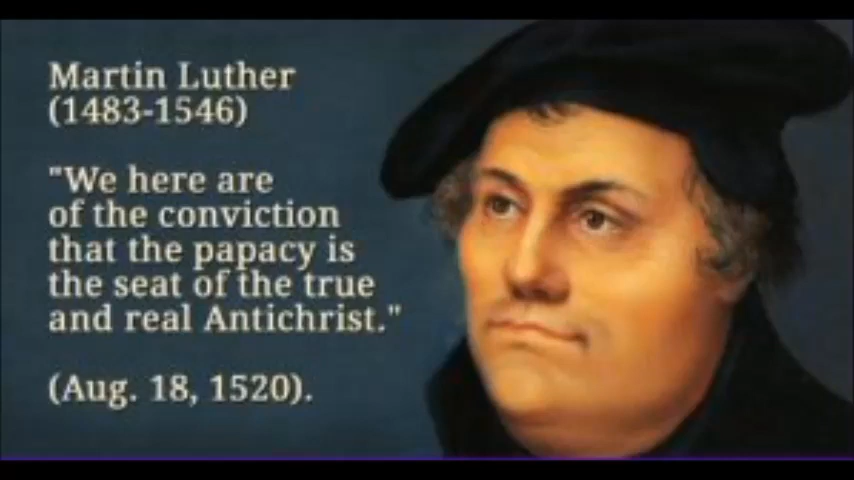 Martin Luther
(1483-1546)
"We here are
of the conviction
that the papacy is
the seat of the true
and real Antichrist."
(Aug. 18, 1520).